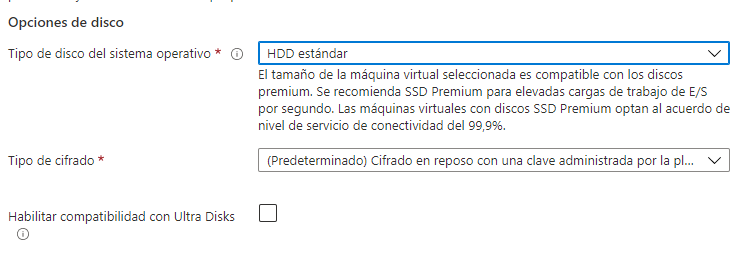 Opciones de disco
Tipo de disco del sistema operativo *
HDD estándar
El tamaño de la máquina virtual seleccionada es compatible con los discos
premium. Se recomienda SSD Premium para elevadas cargas de trabajo de E/S
por segundo. Las máquinas virtuales con discos SSD Premium optan al acuerdo de
nivel de servicio de conectividad del 99,9%.
Tipo de cifrado *
(Predeterminado) Cifrado en reposo con una clave administrada por la pl...
Habilitar compatibilidad con Ultra Disks